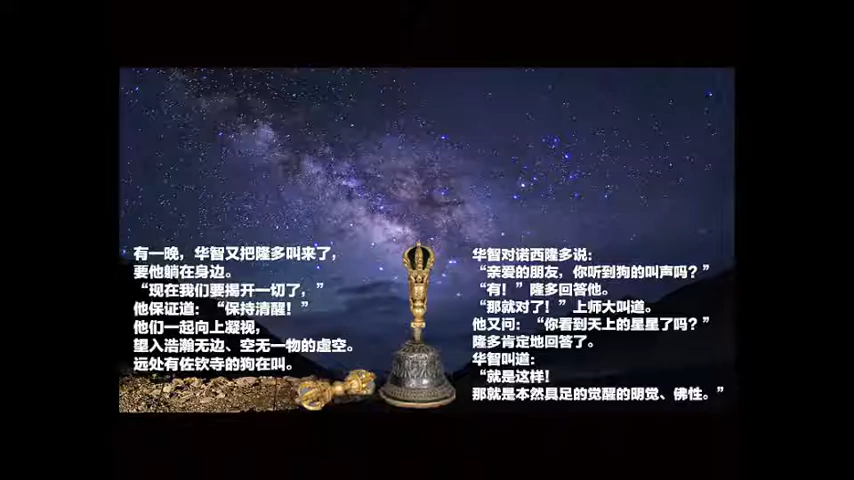 有一晚，华智又把隆多叫来了，
要他躺在身边。
“现在我们要揭开一切了，”
他保证道：“保持清醒！”
他们一起向上凝视，
望入浩瀚无边、空无一物的虚空。
远处有佐钦寺的狗在叫。
华智对诺西隆多说：
“亲爱的朋友，你听到狗的叫声吗？”
“有！”隆多回答他。
“那就对了！”上师大叫道。
他又问：“你看到天上的星星了吗？”
隆多肯定地回答了。
华智叫道：
“就是这样！
那就是本然具足的觉醒的明觉、佛性。”